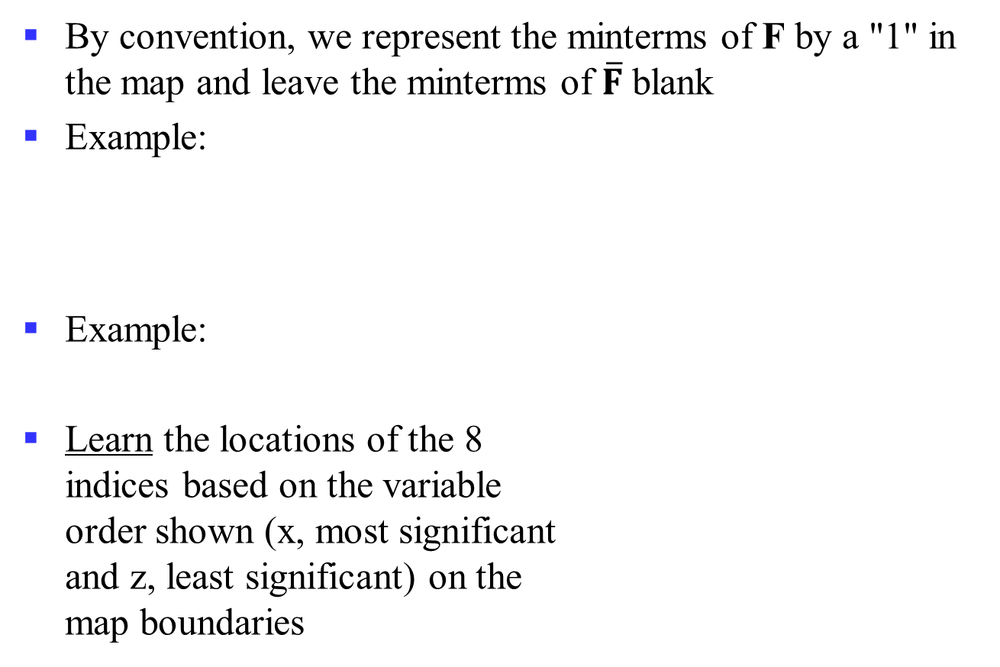 ▪ By convention, we represent the minterms of F by a "1" in
the map and leave the minterms of F̅ blank
▪ Example:
▪ Example:
▪ Learn the locations of the 8
indices based on the variable
order shown (x, most significant
and z, least significant) on the
map boundaries